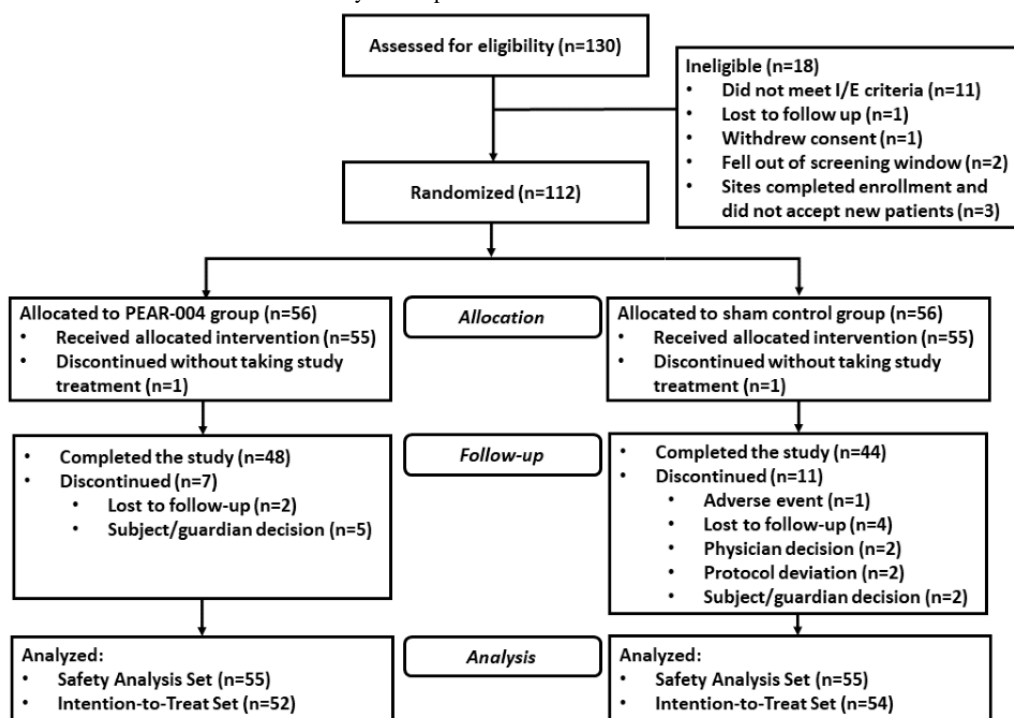 Assessed for eligibility (n=130)
Ineligible (n=18)
• Did not meet I/E criteria (n=11)
• Lost to follow up (n=1)
• Withdrew consent (n=1)
• Fell out of screening window (n=2)
• Sites completed enrollment and
did not accept new patients (n=3)
Randomized (n=112)
Allocated to PEAR-004 group (n=56)
• Received allocated intervention (n=55)
• Discontinued without taking study
treatment (n=1)
Allocation
Allocated to sham control group (n=56)
• Received allocated intervention (n=55)
• Discontinued without taking study
treatment (n=1)
• Completed the study (n=48)
• Discontinued (n=7)
• Lost to follow-up (n=2)
• Subject/guardian decision (n=5)
Follow-up
• Completed the study (n=44)
• Discontinued (n=11)
• Adverse event (n=1)
• Lost to follow-up (n=4)
• Physician decision (n=2)
• Protocol deviation (n=2)
• Subject/guardian decision (n=2)
Analyzed:
• Safety Analysis Set (n=55)
• Intention-to-Treat Set (n=52)
Analysis
Analyzed:
• Safety Analysis Set (n=55)
• Intention-to-Treat Set (n=54)